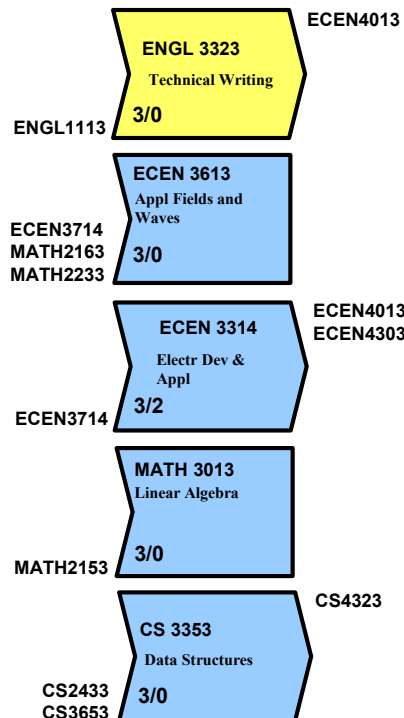 ECEN4013
ENGL 3323
Technical Writing
3/0
ENGL1113
ECEN 3613
Appl Fields and
Waves
ECEN3714
MATH2163
MATH2233
3/0
ECEN4013
ECEN4303
ECEN 3314
Electr Dev &
Appl
3/2
ECEN3714
MATH 3013
Linear Algebra
3/0
MATH2153
CS4323
CS 3353
Data Structures
3/0
CS2433
CS3653